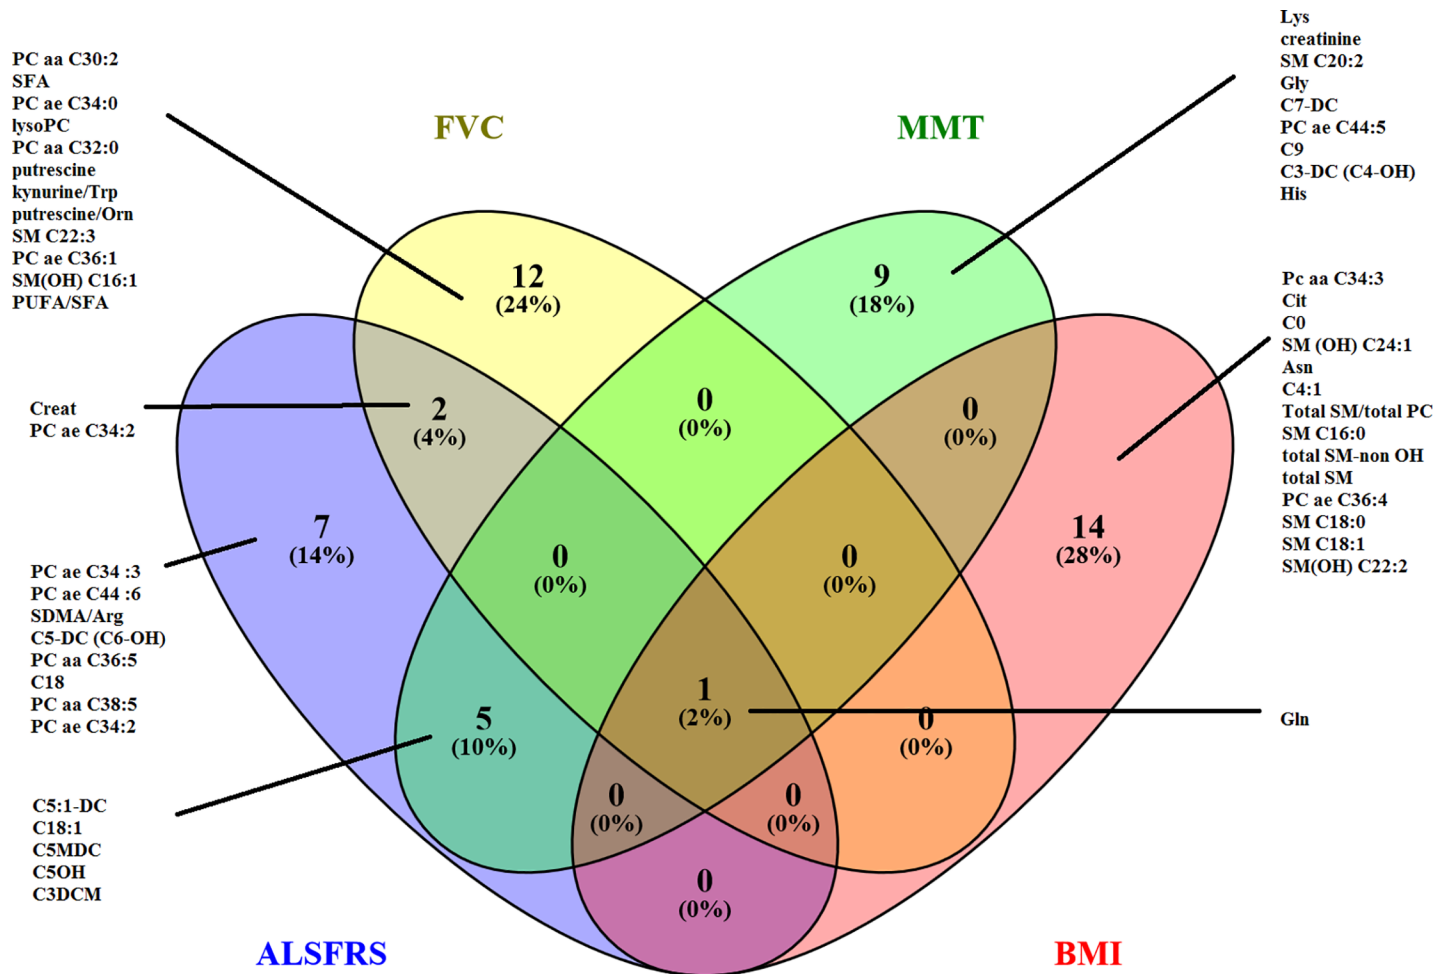 PC aa C30:2
SFA
PC ae C34:0
lysoPC
PC aa C32:0
putrescine
kynurine/Trp
putrescine/Orn
SM C22:3
PC ae C36:1
SM(OH) C16:1
PUFA/SFA
FVC
MMT
Lys
creatinine
SM C20:2
Gly
C7-DC
PC ae C44:5
C9
C3-DC (C4-OH)
His
12
(24%)
9
(18%)
Pc aa C34:3
Cit
C0
SM (OH) C24:1
Asn
C4:1
Total SM/total PC
SM C16:0
total SM-non OH
total SM
PC ae C36:4
SM C18:0
SM C18:1
SM(OH) C22:2
Creat
PC ae C34:2
2
(4%)
0
(0%)
0
(0%)
7
(14%)
0
(0%)
0
(0%)
14
(28%)
PC ae C34 :3
PC ae C44 :6
SDMA/Arg
C5-DC (C6-OH)
PC aa C36:5
C18
PC aa C38:5
PC ae C34:2
5
(10%)
1
(2%)
0
(0%)
Gln
C5:1-DC
C18:1
C5MDC
C5OH
C3DCM
0
(0%)
0
(0%)
0
(0%)
ALSFRS
BMI